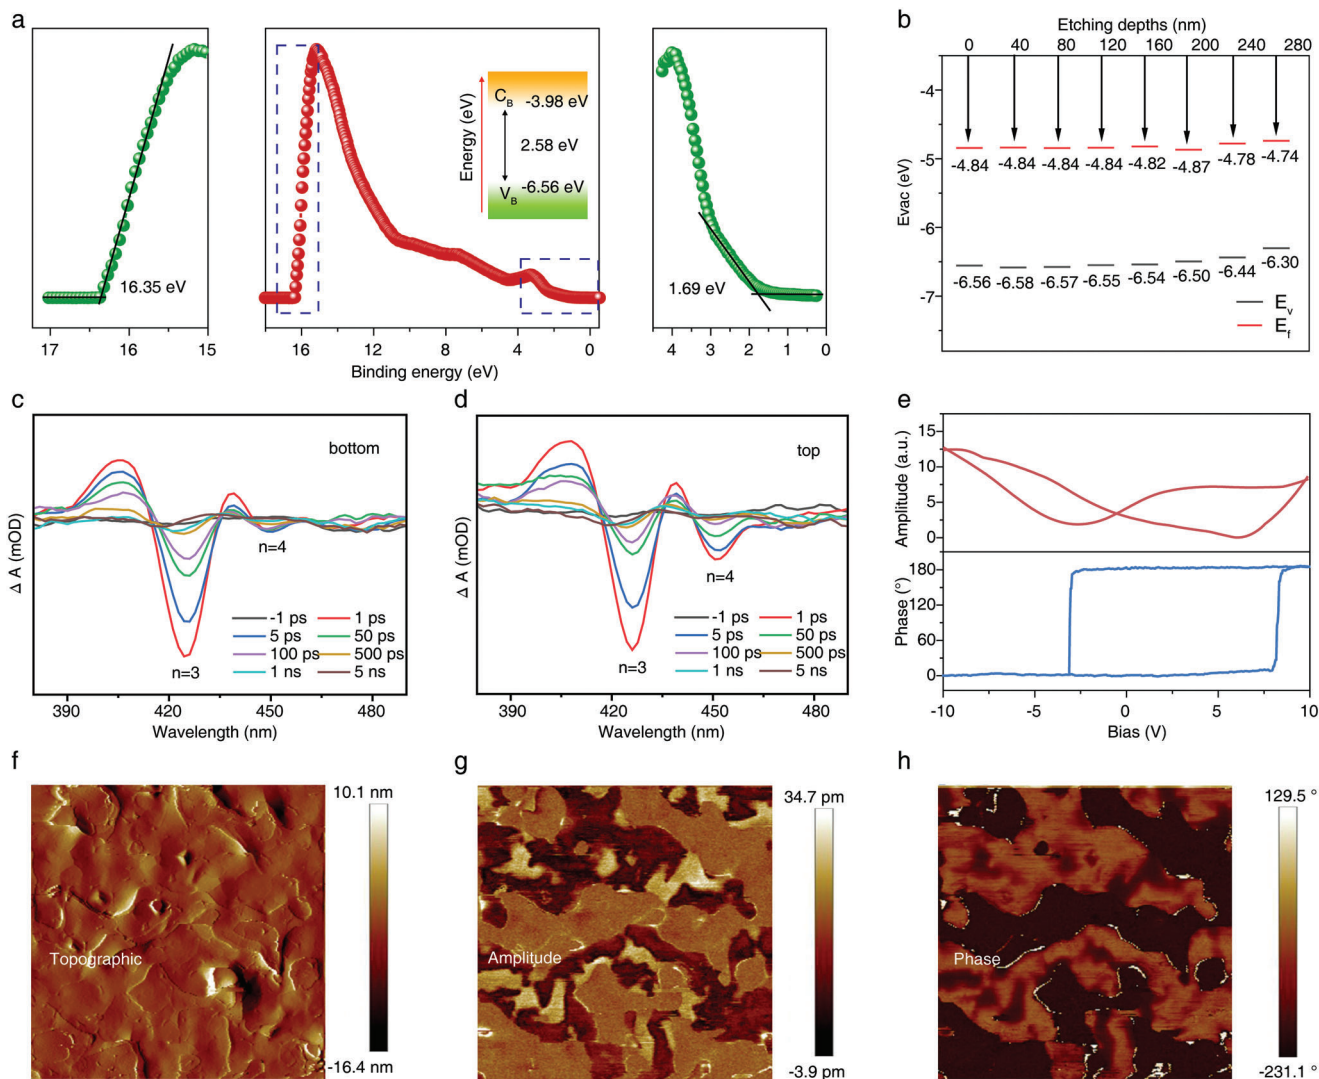 a
16.35 eV
17
16
15
Energy (eV)
C_B
-3.98 eV
2.58 eV
-6.56 eV
V_B
16
12
8
4
0
1.69 eV
4
3
2
1
0
Binding energy (eV)
b
Etching depths (nm)
0
40
80
120
160
200
240
280
Evac (eV)
-4
-5
-6
-7
-4.84
-4.84
-4.84
-4.84
-4.82
-4.87
-4.78
-4.74
-6.56
-6.58
-6.57
-6.55
-6.54
-6.50
-6.44
-6.30
E_v
E_f
c
bottom
Δ A (mOD)
n=4
n=3
-1 ps
1 ps
5 ps
50 ps
100 ps
500 ps
1 ns
5 ns
390
420
450
480
Wavelength (nm)
d
top
Δ A (mOD)
n=4
n=3
-1 ps
1 ps
5 ps
50 ps
100 ps
500 ps
1 ns
5 ns
390
420
450
480
Wavelength (nm)
e
Amplitude (a.u.)
15
10
5
0
Phase (°)
180
120
60
0
-10
-5
0
5
10
Bias (V)
f
Topographic
10.1 nm
-16.4 nm
g
Amplitude
34.7 pm
-3.9 pm
h
Phase
129.5 °
-231.1 °